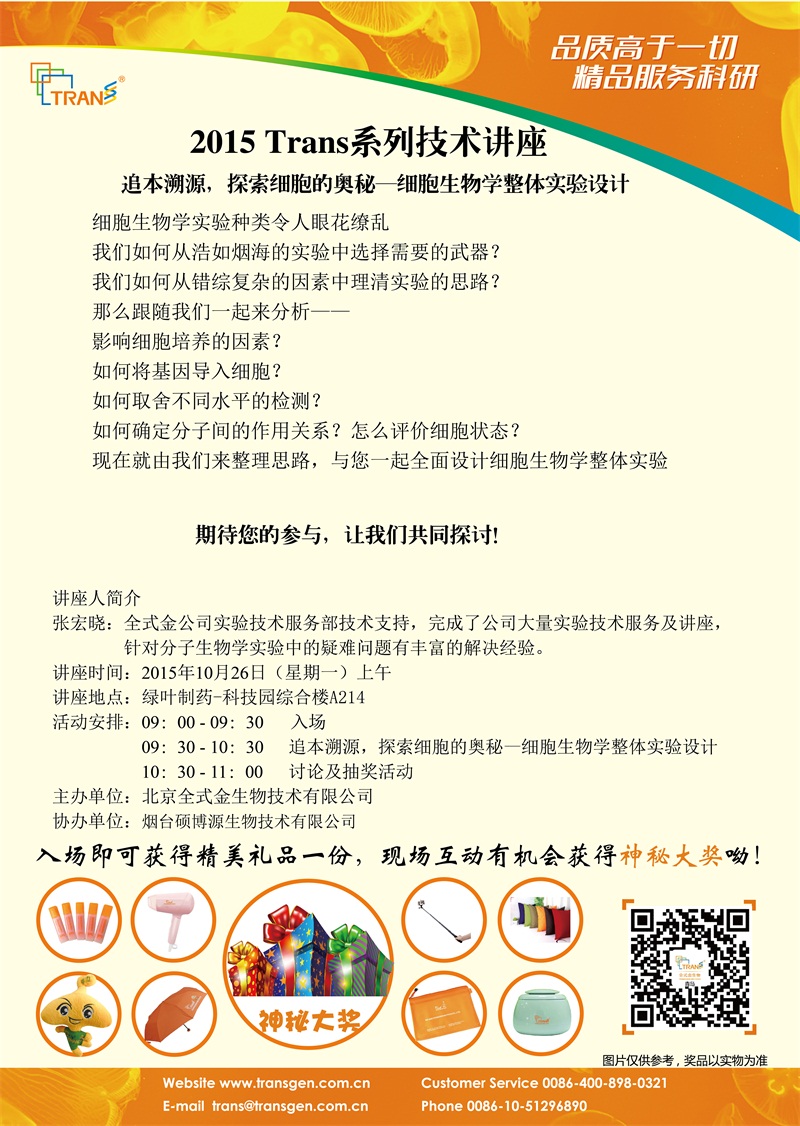 品质高于一切
精品服务科研
TRANS®
2015 Trans系列技术讲座
追本溯源，探索细胞的奥秘—细胞生物学整体实验设计
细胞生物学实验种类令人眼花缭乱
我们如何从浩如烟海的实验中选择需要的武器？
我们如何从错综复杂的因素中理清实验的思路？
那么跟随我们一起来分析——
影响细胞培养的因素？
如何将基因导入细胞？
如何取舍不同水平的检测？
如何确定分子间的作用关系？怎么评价细胞状态？
现在就由我们来整理思路，与您一起全面设计细胞生物学整体实验
期待您的参与，让我们共同探讨!
讲座人简介
张宏晓：全式金公司实验技术服务部技术支持，完成了公司大量实验技术服务及讲座，
针对分子生物学实验中的疑难问题有丰富的解决经验。
讲座时间：2015年10月26日（星期一）上午
讲座地点：绿叶制药-科技园综合楼A214
活动安排：09：00 - 09：30 入场
09：30 - 10：30 追本溯源，探索细胞的奥秘—细胞生物学整体实验设计
10：30 - 11：00 讨论及抽奖活动
主办单位：北京全式金生物技术有限公司
协办单位：烟台硕博源生物技术有限公司
入场即可获得精美礼品一份，现场互动有机会获得神秘大奖呦！
神秘大奖
TRANS
图片仅供参考，奖品以实物为准
Website www.transgen.com.cn
Customer Service 0086-400-898-0321
E-mail trans@transgen.com.cn
Phone 0086-10-51296890